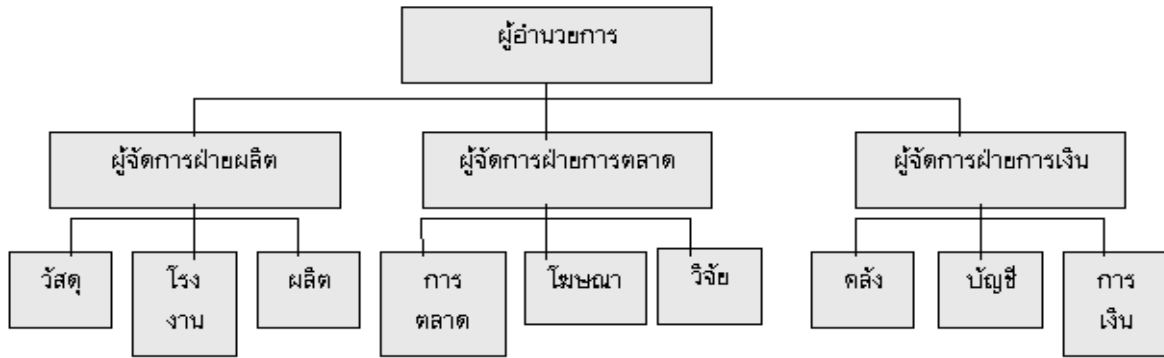 ผู้อำนวยการ
ผู้จัดการฝ่ายผลิต
ผู้จัดการฝ่ายการตลาด
ผู้จัดการฝ่ายการเงิน
วัสดุ
โรง
งาน
ผลิต
การ
ตลาด
โฆษณา
วิจัย
คลัง
บัญชี
การ
เงิน